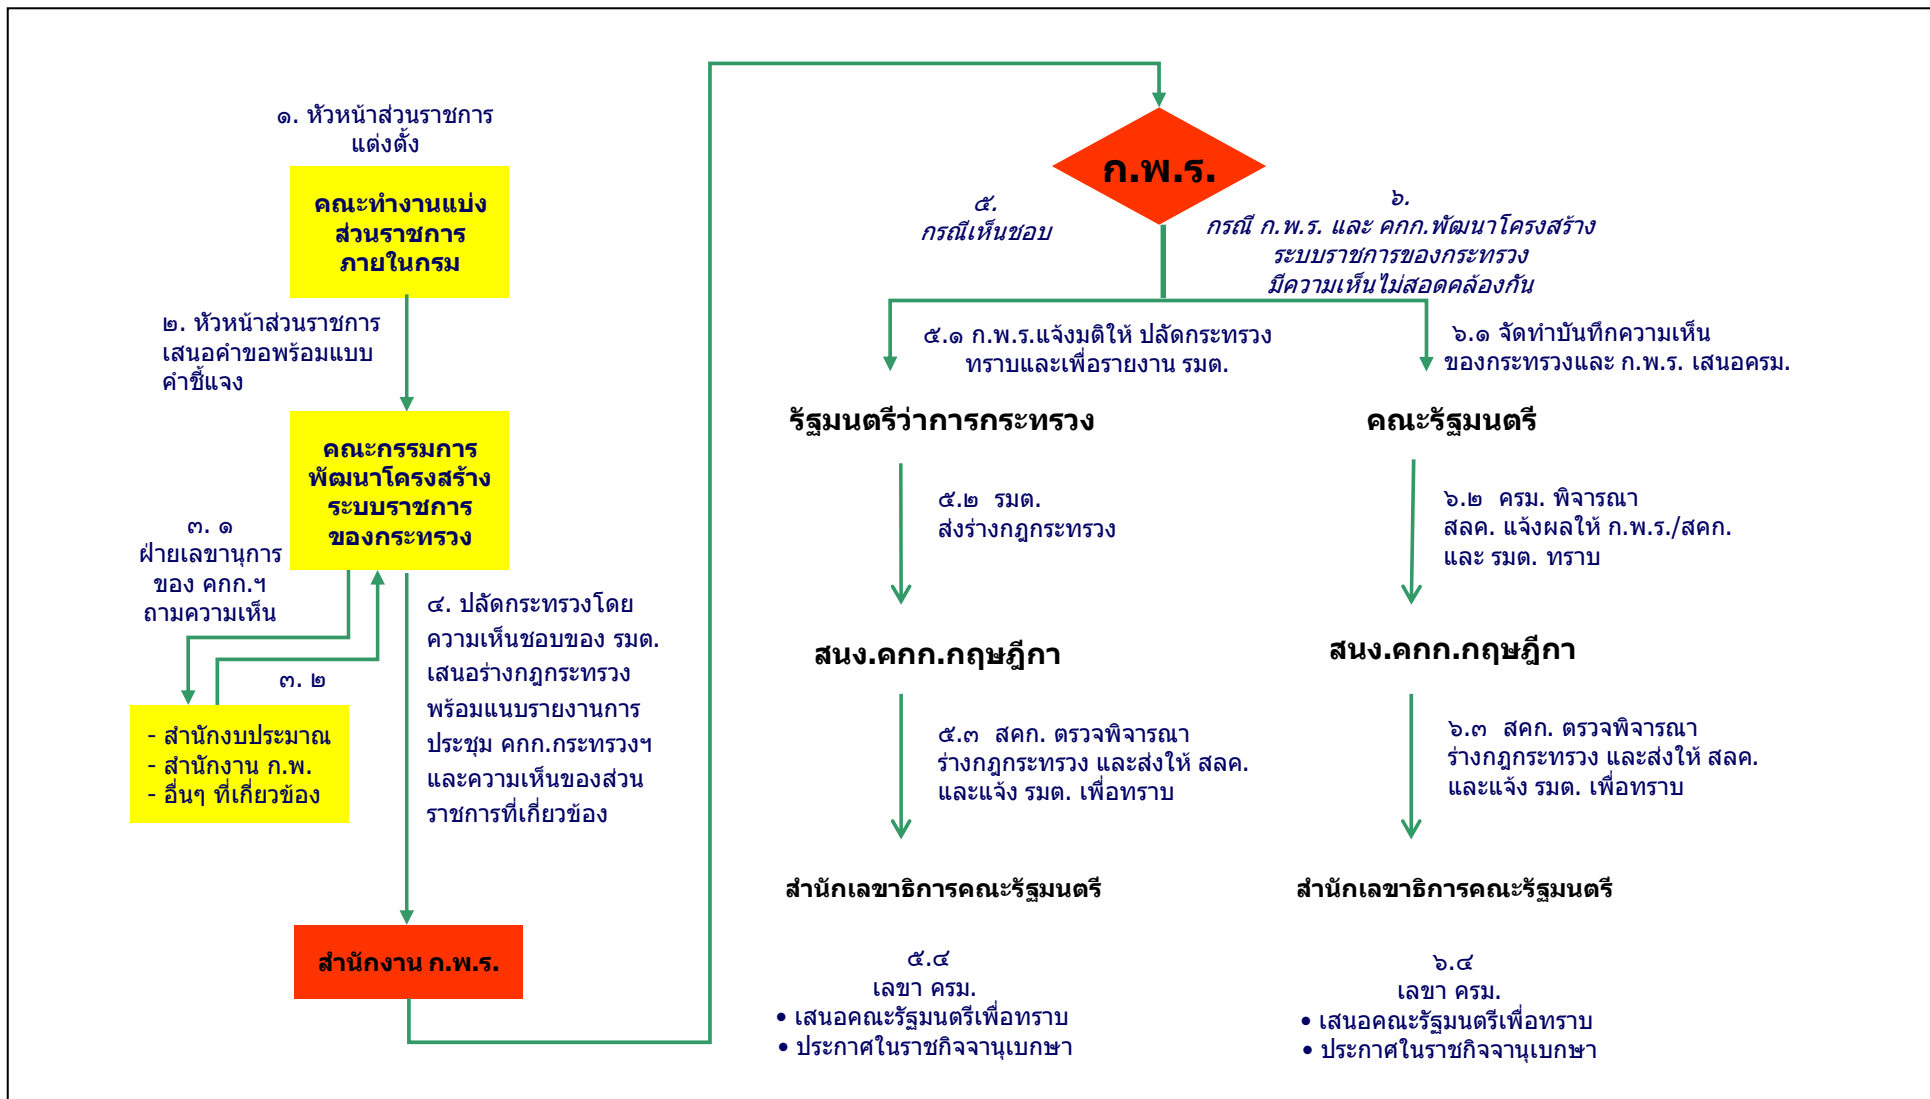 ๑. หัวหน้าส่วนราชการ
แต่งตั้ง
คณะทำงานแบ่ง
ส่วนราชการ
ภายในกรม
๒. หัวหน้าส่วนราชการ
เสนอคำขอพร้อมแบบ
คำชี้แจง
คณะกรรมการ
พัฒนาโครงสร้าง
ระบบราชการ
ของกระทรวง
๓. ๑
ฝ่ายเลขานุการ
ของ คกก.ฯ
ถามความเห็น
๓. ๒
- สำนักงบประมาณ
- สำนักงาน ก.พ.
- อื่นๆ ที่เกี่ยวข้อง
๔. ปลัดกระทรวงโดย
ความเห็นชอบของ รมต.
เสนอร่างกฎกระทรวง
พร้อมแนบรายงานการ
ประชุม คกก.กระทรวงฯ
และความเห็นของส่วน
ราชการที่เกี่ยวข้อง
สำนักงาน ก.พ.ร.
ก.พ.ร.
๕.
กรณีเห็นชอบ
๕.๑ ก.พ.ร.แจ้งมติให้ ปลัดกระทรวง
ทราบและเพื่อรายงาน รมต.
รัฐมนตรีว่าการกระทรวง
๕.๒ รมต.
ส่งร่างกฎกระทรวง
สนง.คกก.กฤษฎีกา
๕.๓ สคก. ตรวจพิจารณา
ร่างกฎกระทรวง และส่งให้ สลค.
และแจ้ง รมต. เพื่อทราบ
สำนักเลขาธิการคณะรัฐมนตรี
๕.๔
เลขา ครม.
• เสนอคณะรัฐมนตรีเพื่อทราบ
• ประกาศในราชกิจจานุเบกษา
๖.
กรณี ก.พ.ร. และ คกก.พัฒนาโครงสร้าง
ระบบราชการของกระทรวง
มีความเห็นไม่สอดคล้องกัน
๖.๑ จัดทำบันทึกความเห็น
ของกระทรวงและ ก.พ.ร. เสนอครม.
คณะรัฐมนตรี
๖.๒ ครม. พิจารณา
สลค. แจ้งผลให้ ก.พ.ร./สคก.
และ รมต. ทราบ
สนง.คกก.กฤษฎีกา
๖.๓ สคก. ตรวจพิจารณา
ร่างกฎกระทรวง และส่งให้ สลค.
และแจ้ง รมต. เพื่อทราบ
สำนักเลขาธิการคณะรัฐมนตรี
๖.๔
เลขา ครม.
• เสนอคณะรัฐมนตรีเพื่อทราบ
• ประกาศในราชกิจจานุเบกษา